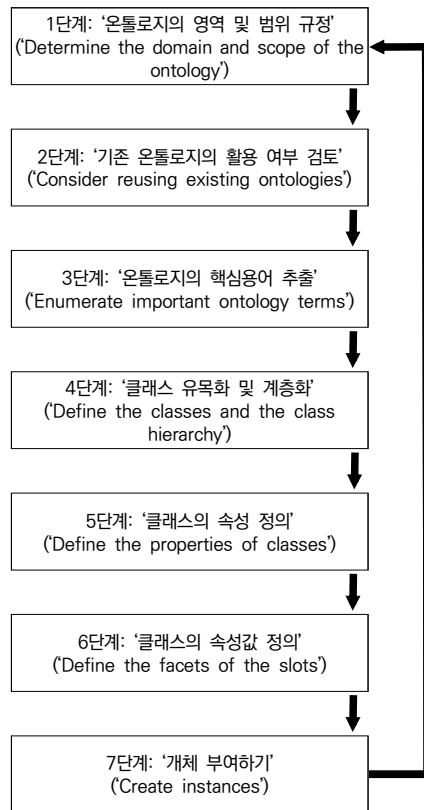 1단계: ‘온톨로지의 영역 및 범위 규정’
(‘Determine the domain and scope of the
ontology’)
2단계: ‘기존 온톨로지의 활용 여부 검토’
(‘Consider reusing existing ontologies’)
3단계: ‘온톨로지의 핵심용어 추출’
(‘Enumerate important ontology terms’)
4단계: ‘클래스 유목화 및 계층화’
(‘Define the classes and the class
hierarchy’)
5단계: ‘클래스의 속성 정의’
(‘Define the properties of classes’)
6단계: ‘클래스의 속성값 정의’
(‘Define the facets of the slots’)
7단계: ‘개체 부여하기’
(‘Create instances’)